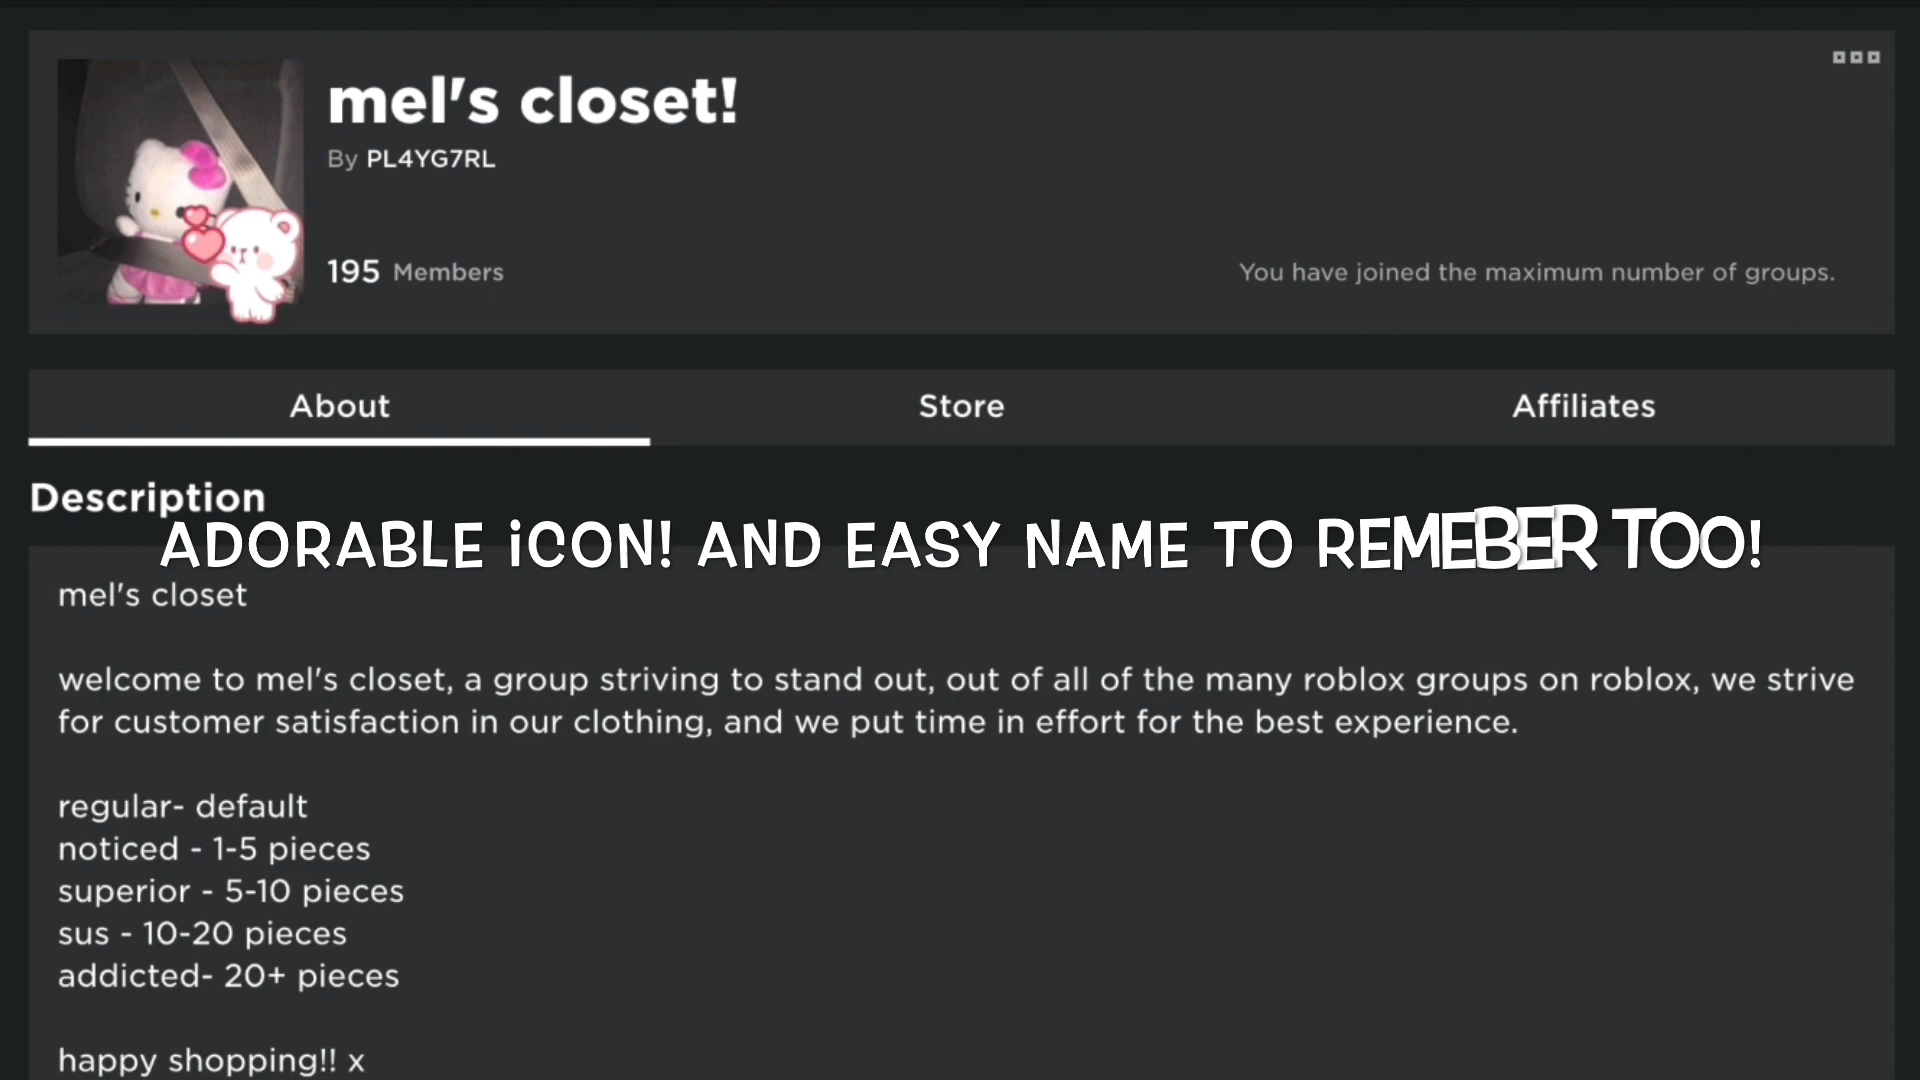 mel's closet!
By PL4YG7RL
195 Members
You have joined the maximum number of groups.
About
Store
Affiliates
Description
ADORABLE iCON! AND EASY NAME TO REMEBER TOO!
mel's closet
welcome to mel's closet, a group striving to stand out, out of all of the many roblox groups on roblox, we strive
for customer satisfaction in our clothing, and we put time in effort for the best experience.
regular- default
noticed - 1-5 pieces
superior - 5-10 pieces
sus - 10-20 pieces
addicted- 20+ pieces
happy shopping!! x